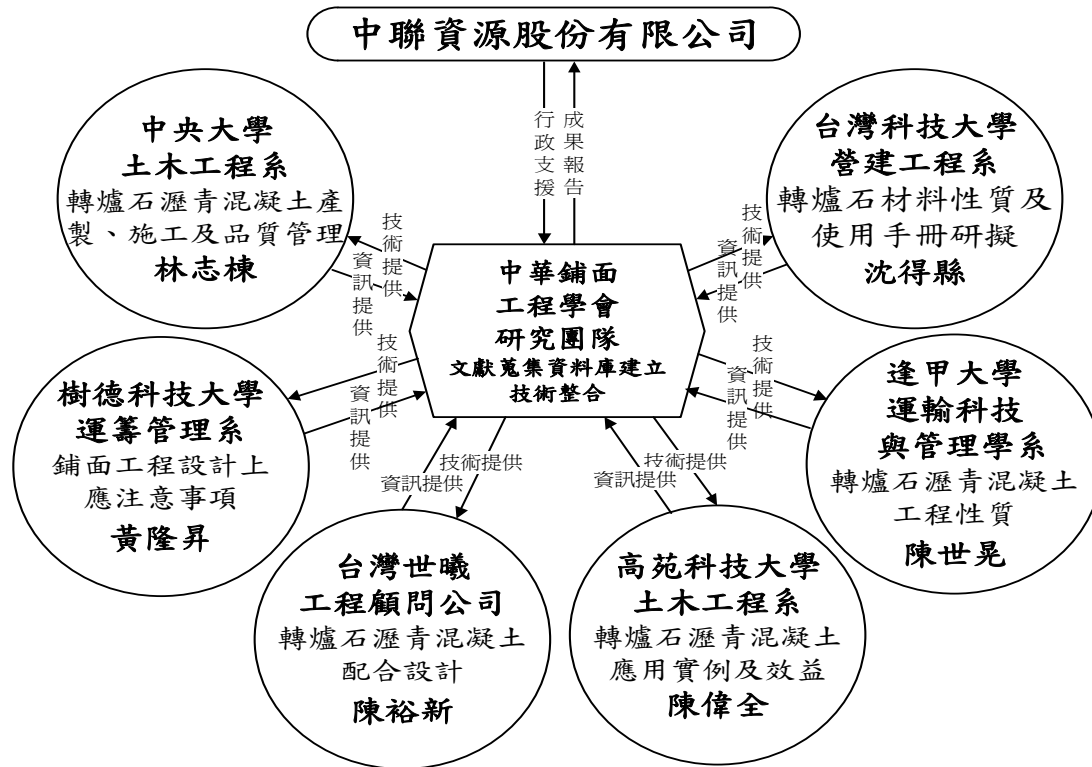 中聯資源股份有限公司
行政支援
成果報告
中央大學
土木工程系
轉爐石瀝青混凝土產
製、施工及品質管理
林志棟
台灣科技大學
營建工程系
轉爐石材料性質及
使用手冊研擬
沈得縣
技術提供
資訊提供
技術提供
資訊提供
中華鋪面
工程學會
研究團隊
文獻蒐集資料庫建立
技術整合
技術提供
資訊提供
技術提供
資訊提供
樹德科技大學
運籌管理系
鋪面工程設計上
應注意事項
黃隆昇
逢甲大學
運輸科技
與管理學系
轉爐石瀝青混凝土
工程性質
陳世晃
技術提供
資訊提供
技術提供
資訊提供
台灣世曦
工程顧問公司
轉爐石瀝青混凝土
配合設計
陳裕新
高苑科技大學
土木工程系
轉爐石瀝青混凝土
應用實例及效益
陳偉全